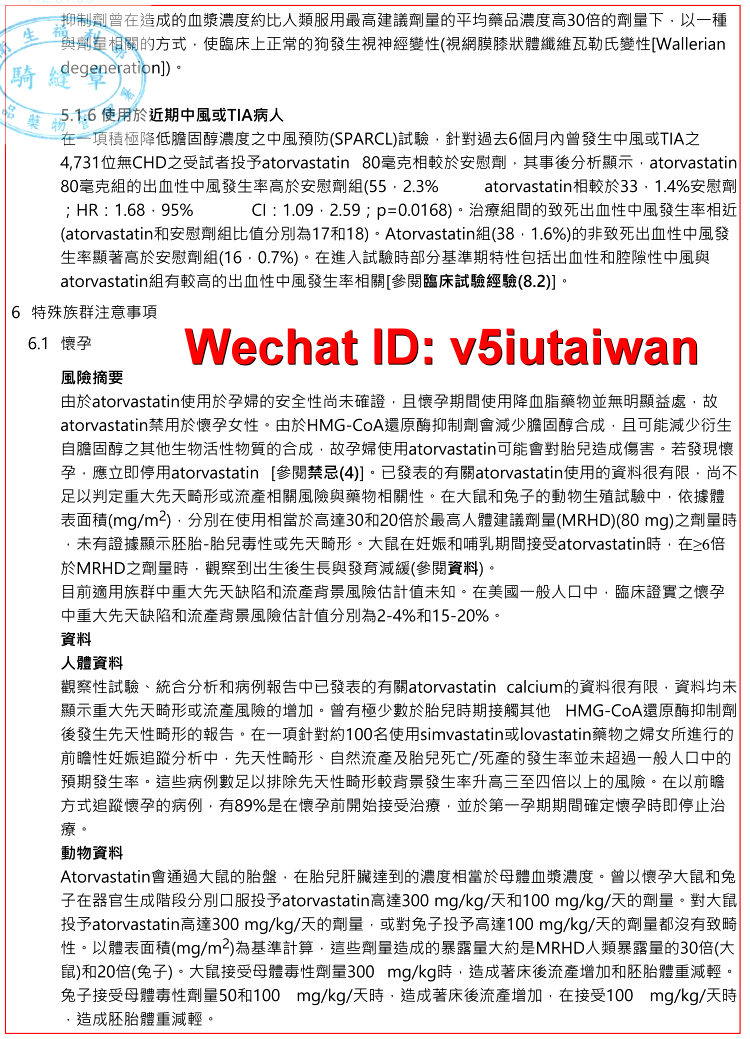 抑制劑曾在造成的血漿濃度約比人類服用最高建議劑量的平均藥品濃度高30倍的劑量下，以一種
與劑量相關的方式，使臨床上正常的狗發生視神經變性(視網膜膝狀體纖維瓦勒氏變性[Wallerian
degeneration])。
騎縫章
5.1.6 使用於近期中風或TIA病人
在一項積極降低膽固醇濃度之中風預防(SPARCL)試驗，針對過去6個月內曾發生中風或TIA之
4,731位無CHD之受試者投予atorvastatin 80毫克相較於安慰劑，其事後分析顯示，atorvastatin
80毫克組的出血性中風發生率高於安慰劑組(55，2.3% atorvastatin相較於33，1.4%安慰劑
；HR：1.68，95% CI：1.09，2.59；p=0.0168)。治療組間的致死出血性中風發生率相近
(atorvastatin和安慰劑組比值分別為17和18)。Atorvastatin組(38，1.6%)的非致死出血性中風發
生率顯著高於安慰劑組(16，0.7%)。在進入試驗時部分基準期特性包括出血性和腔隙性中風與
atorvastatin組有較高的出血性中風發生率相關[參閱臨床試驗經驗(8.2)]。
6 特殊族群注意事項
6.1 懷孕
Wechat ID: v5iutaiwan
風險摘要
由於atorvastatin使用於孕婦的安全性尚未確證，且懷孕期間使用降血脂藥物並無明顯益處，故
atorvastatin禁用於懷孕女性。由於HMG-CoA還原酶抑制劑會減少膽固醇合成，且可能減少衍生
自膽固醇之其他生物活性物質的合成，故孕婦使用atorvastatin可能會對胎兒造成傷害。若發現懷
孕，應立即停用atorvastatin [參閱禁忌(4)]。已發表的有關atorvastatin使用的資料很有限，尚不
足以判定重大先天畸形或流產相關風險與藥物相關性。在大鼠和兔子的動物生殖試驗中，依據體
表面積(mg/m2)，分別在使用相當於高達30和20倍於最高人體建議劑量(MRHD)(80 mg)之劑量時
，未有證據顯示胚胎-胎兒毒性或先天畸形。大鼠在妊娠和哺乳期間接受atorvastatin時，在≥6倍
於MRHD之劑量時，觀察到出生後生長與發育減緩(參閱資料)。
目前適用族群中重大先天缺陷和流產背景風險估計值未知。在美國一般人口中，臨床證實之懷孕
中重大先天缺陷和流產背景風險估計值分別為2-4%和15-20%。
資料
人體資料
觀察性試驗、統合分析和病例報告中已發表的有關atorvastatin calcium的資料很有限，資料均未
顯示重大先天畸形或流產風險的增加。曾有極少數於胎兒時期接觸其他 HMG-CoA還原酶抑制劑
後發生先天性畸形的報告。在一項針對約100名使用simvastatin或lovastatin藥物之婦女所進行的
前瞻性妊娠追蹤分析中，先天性畸形、自然流產及胎兒死亡/死產的發生率並未超過一般人口中的
預期發生率。這些病例數足以排除先天性畸形較背景發生率升高三至四倍以上的風險。在以前瞻
方式追蹤懷孕的病例，有89%是在懷孕前開始接受治療，並於第一孕期期間確定懷孕時即停止治
療。
動物資料
Atorvastatin會通過大鼠的胎盤，在胎兒肝臟達到的濃度相當於母體血漿濃度。曾以懷孕大鼠和兔
子在器官生成階段分別口服投予atorvastatin高達300 mg/kg/天和100 mg/kg/天的劑量。對大鼠
投予atorvastatin高達300 mg/kg/天的劑量，或對兔子投予高達100 mg/kg/天的劑量都沒有致畸
性。以體表面積(mg/m2)為基準計算，這些劑量造成的暴露量大約是MRHD人類暴露量的30倍(大
鼠)和20倍(兔子)。大鼠接受母體毒性劑量300 mg/kg時，造成著床後流產增加和胚胎體重減輕。
兔子接受母體毒性劑量50和100 mg/kg/天時，造成著床後流產增加，在接受100 mg/kg/天時
，造成胚胎體重減輕。